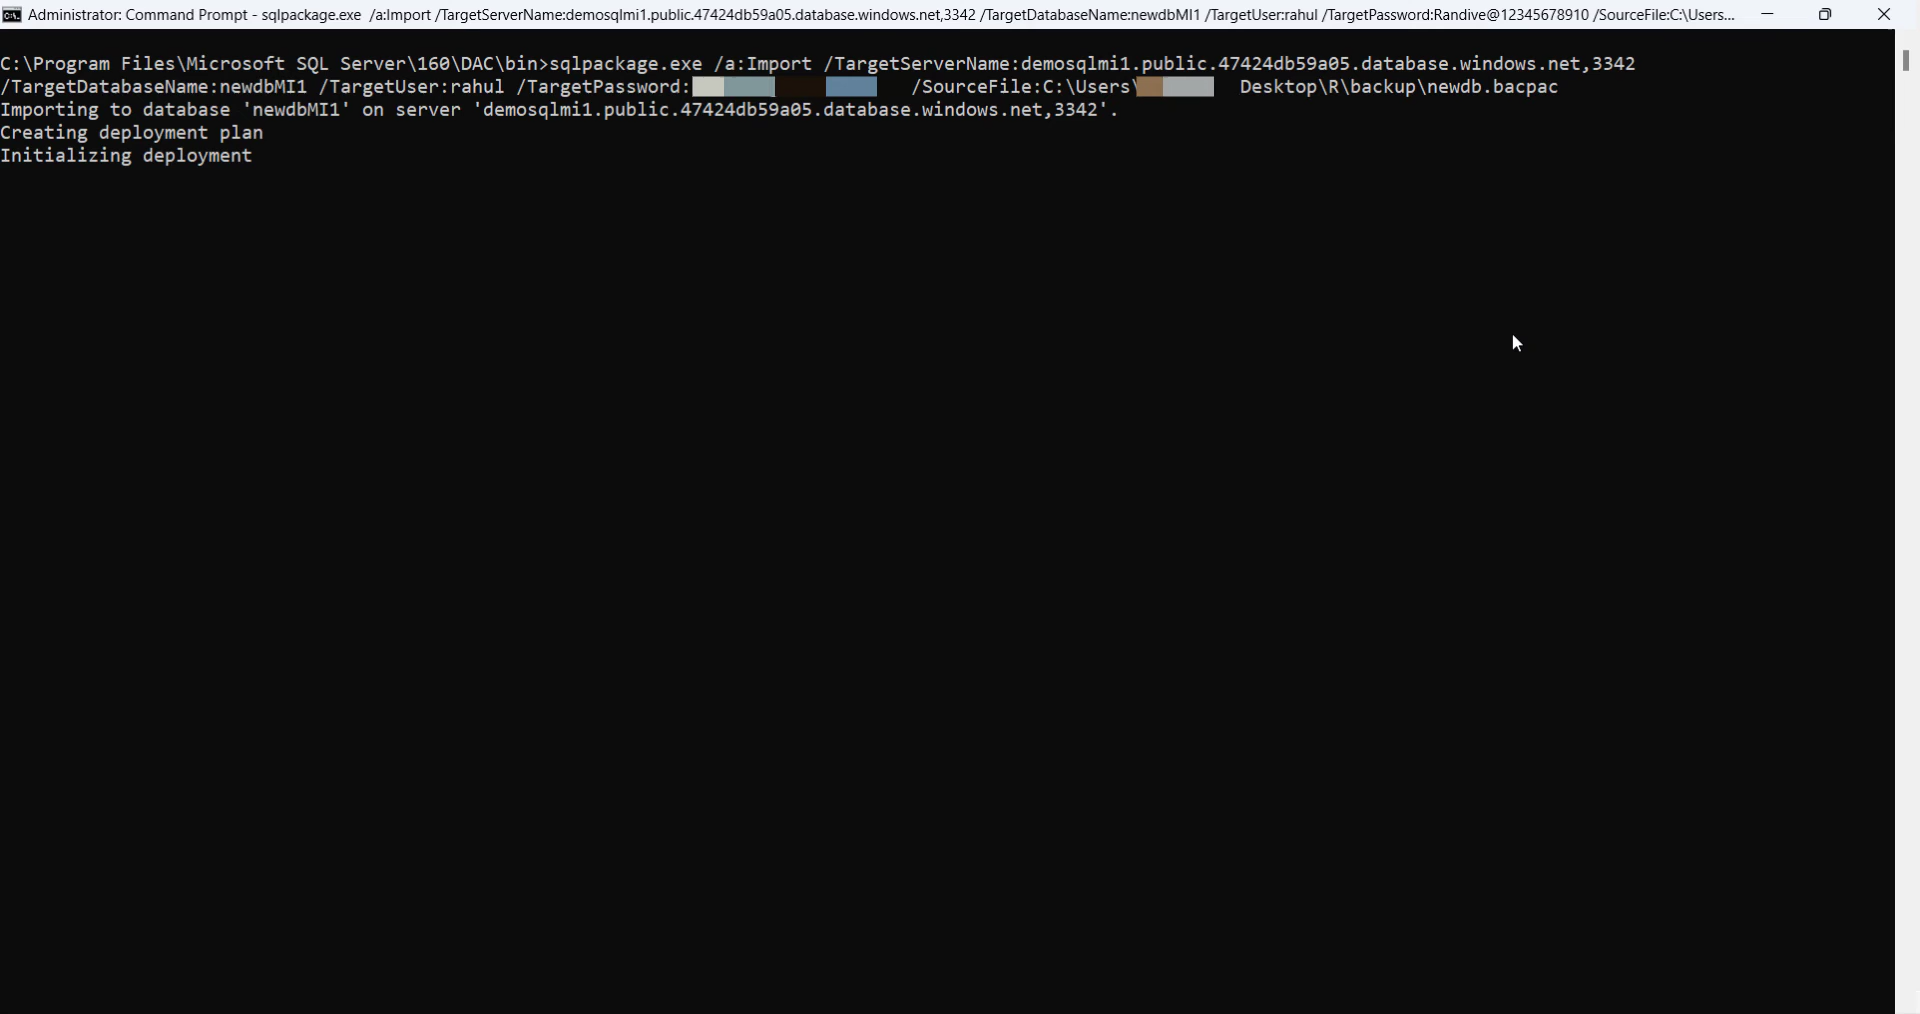 Administrator: Command Prompt - sqlpackage.exe /a:Import /TargetServerName:demosqlmi1.public.47424db59a05.database.windows.net,3342 /TargetDatabaseName:newdbMI1 /TargetUser:rahul /TargetPassword:Randive@12345678910 /SourceFile:C:\Users...
C:\Program Files\Microsoft SQL Server\160\DAC\bin>sqlpackage.exe /a:Import /TargetServerName:demosqlmi1.public.47424db59a05.database.windows.net,3342
/TargetDatabaseName:newdbMI1 /TargetUser:rahul /TargetPassword: /SourceFile:C:\Users\ Desktop\R\backup\newdb.bacpac
Importing to database 'newdbMI1' on server 'demosqlmi1.public.47424db59a05.database.windows.net,3342'.
Creating deployment plan
Initializing deployment